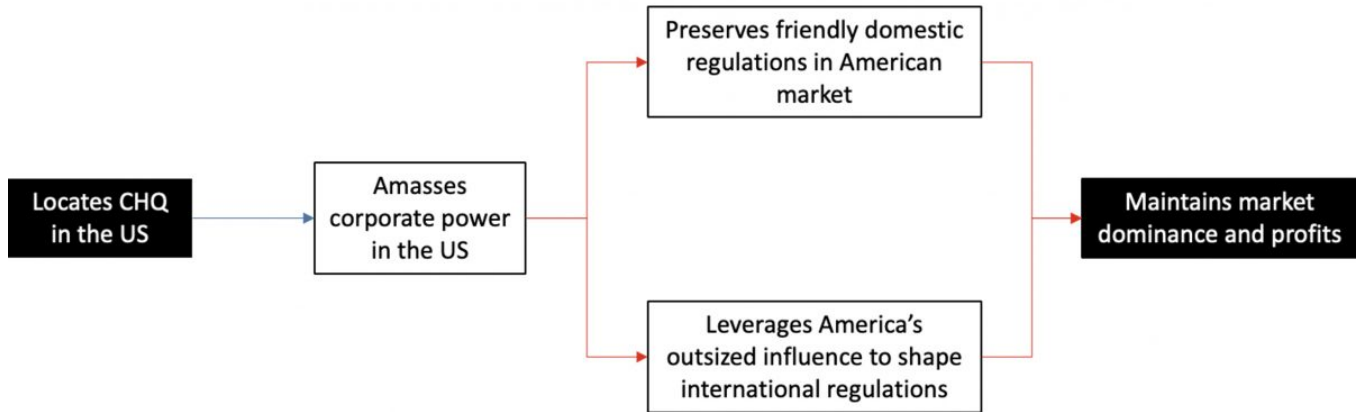 Preserves friendly domestic
regulations in American
market
Locates CHQ
in the US
Amasses
corporate power
in the US
Maintains market
dominance and profits
Leverages America’s
outsized influence to shape
international regulations